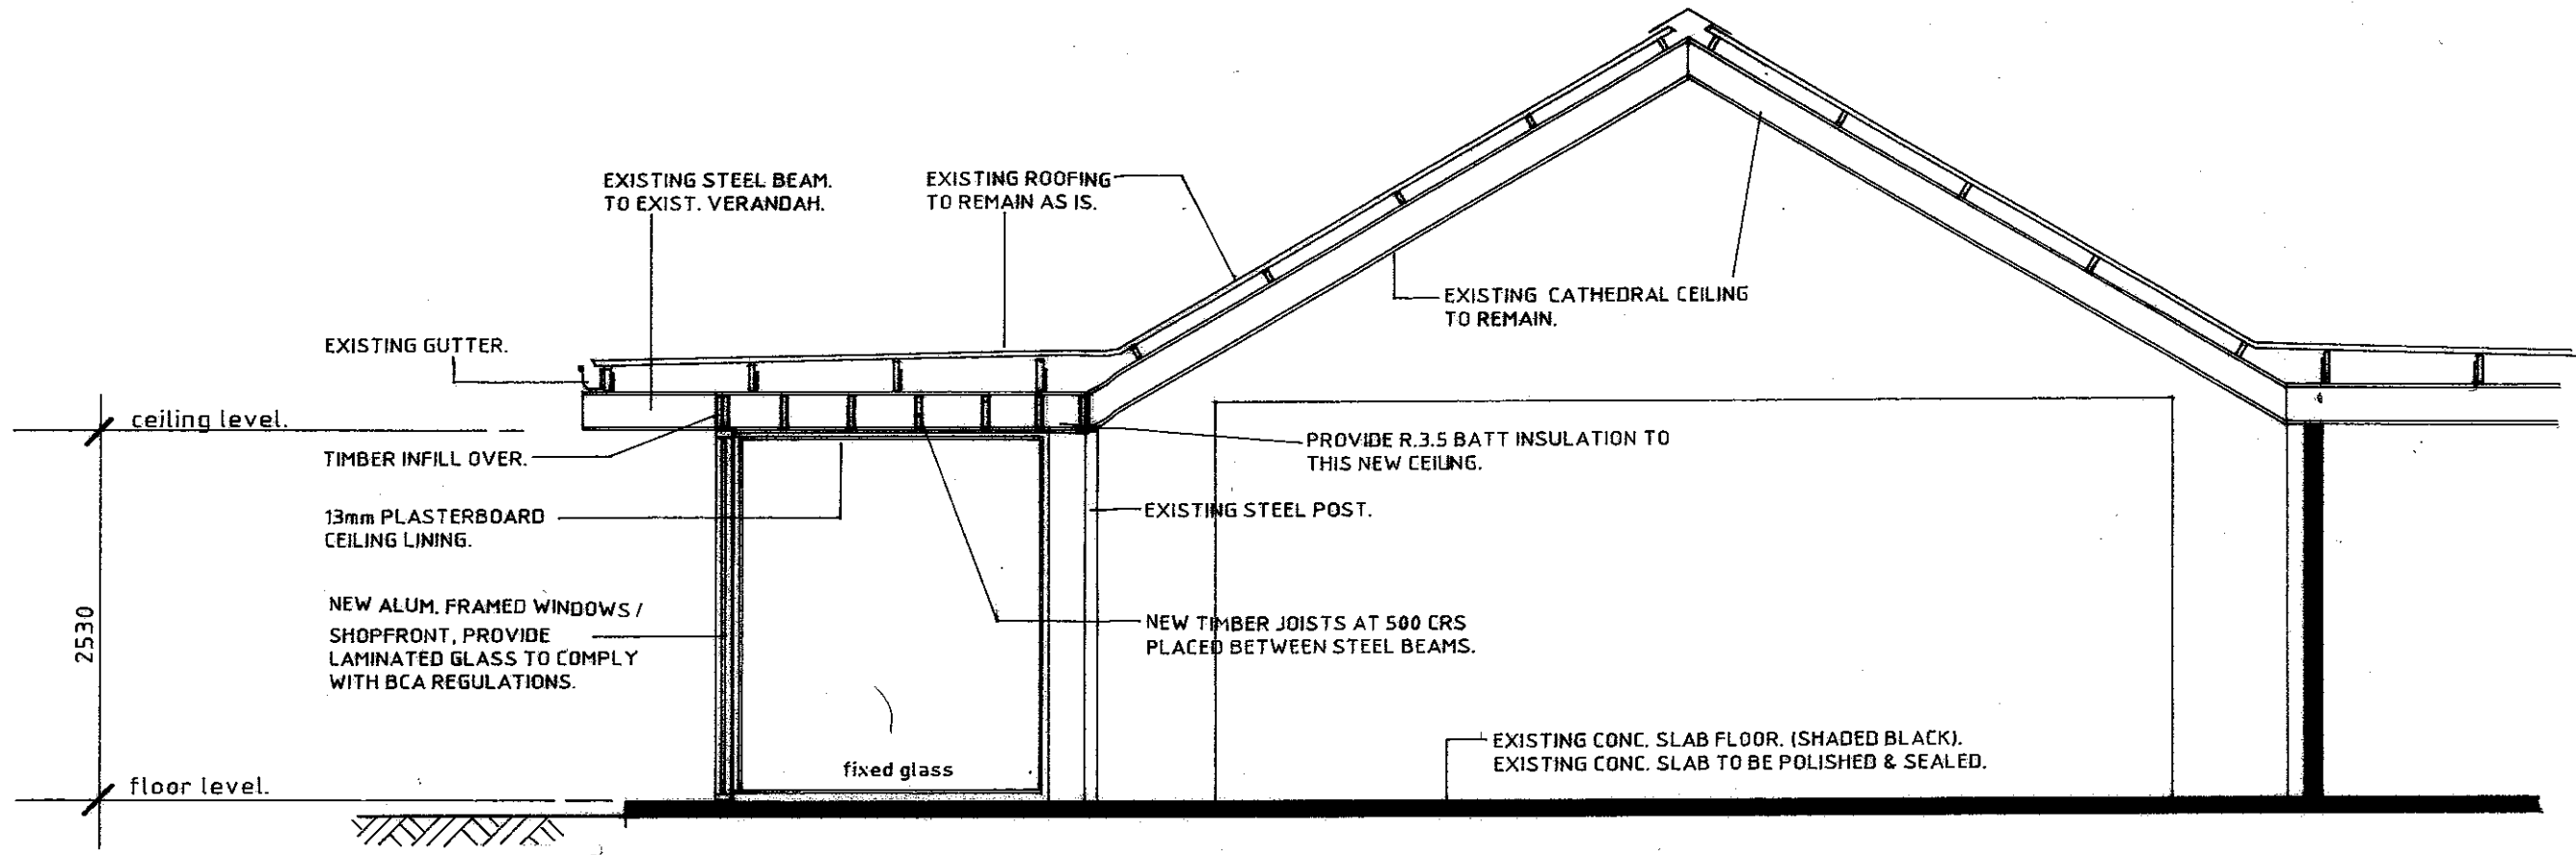 EXISTING STEEL BEAM.
TO EXIST. VERANDAH.
EXISTING ROOFING
TO REMAIN AS IS.
EXISTING CATHEDRAL CEILING
TO REMAIN.
EXISTING GUTTER.
ceiling level.
TIMBER INFILL OVER.
PROVIDE R.3.5 BATT INSULATION TO
THIS NEW CEILING.
13mm PLASTERBOARD
CEILING LINING.
EXISTING STEEL POST.
NEW ALUM. FRAMED WINDOWS /
SHOPFRONT, PROVIDE
LAMINATED GLASS TO COMPLY
WITH BCA REGULATIONS.
2530
NEW TIMBER JOISTS AT 500 CRS
PLACED BETWEEN STEEL BEAMS.
EXISTING CONC. SLAB FLOOR. (SHADED BLACK).
EXISTING CONC. SLAB TO BE POLISHED & SEALED.
fixed glass
floor level.